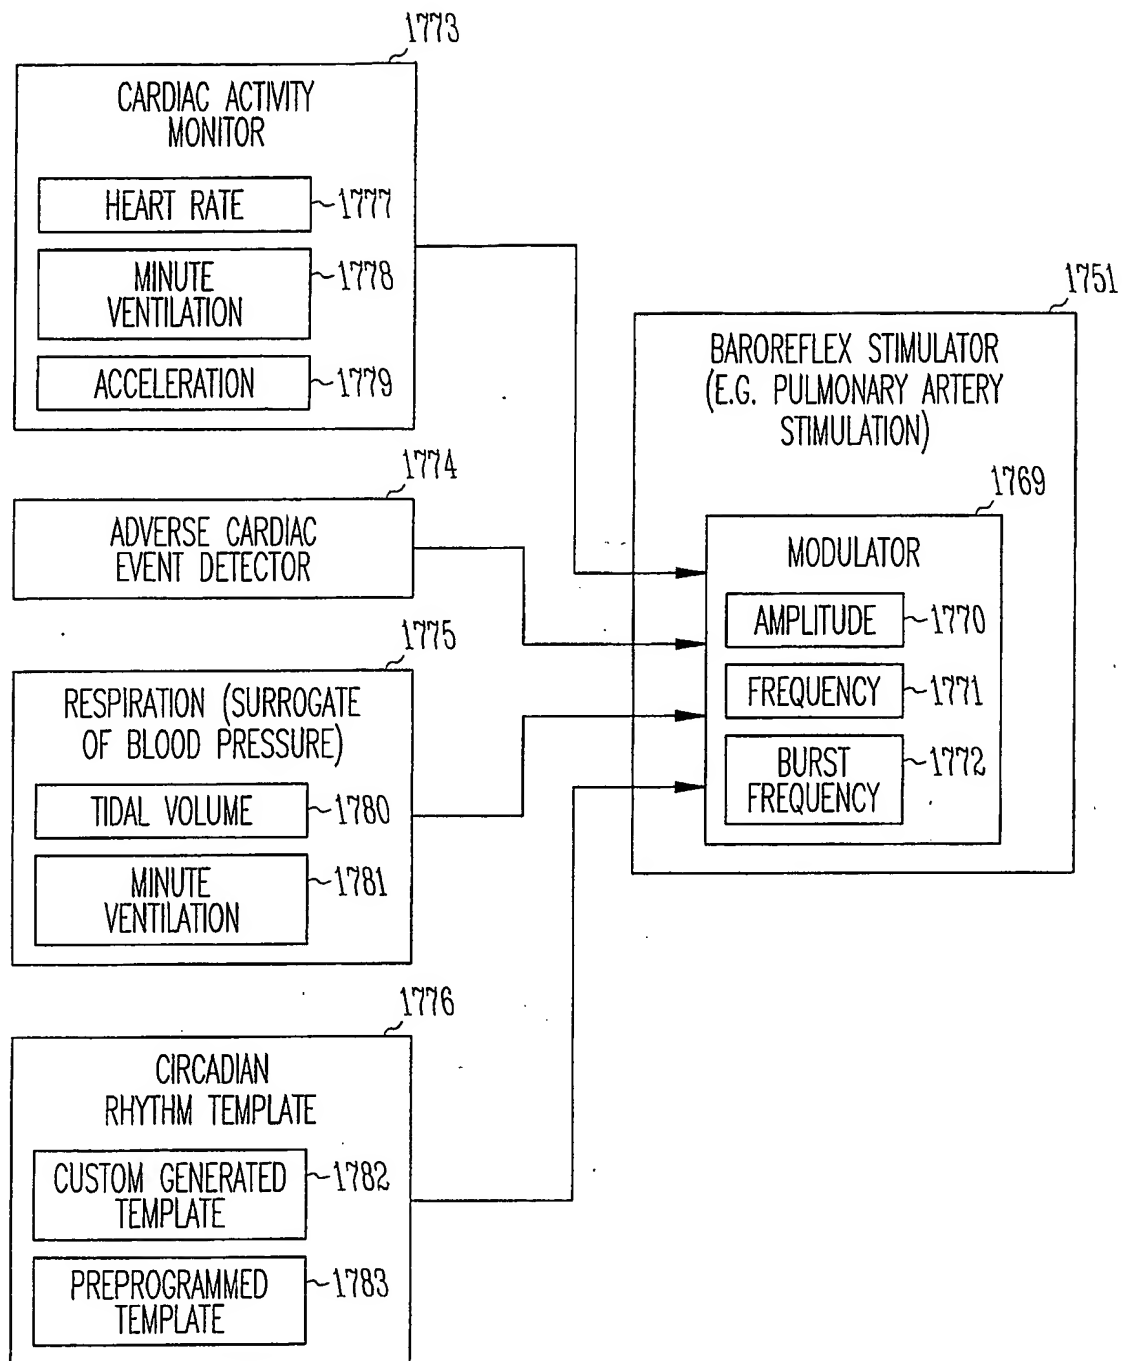 1773
CARDIAC ACTIVITY
MONITOR
HEART RATE
1777
MINUTE
VENTILATION
1778
ACCELERATION
1779
1774
ADVERSE CARDIAC
EVENT DETECTOR
1775
RESPIRATION (SURROGATE
OF BLOOD PRESSURE)
TIDAL VOLUME
1780
MINUTE
VENTILATION
1781
1776
CIRCADIAN
RHYTHM TEMPLATE
CUSTOM GENERATED
TEMPLATE
1782
PREPROGRAMMED
TEMPLATE
1783
1751
BAROREFLEX STIMULATOR
(E.G. PULMONARY ARTERY
STIMULATION)
1769
MODULATOR
AMPLITUDE
1770
FREQUENCY
1771
BURST
FREQUENCY
1772